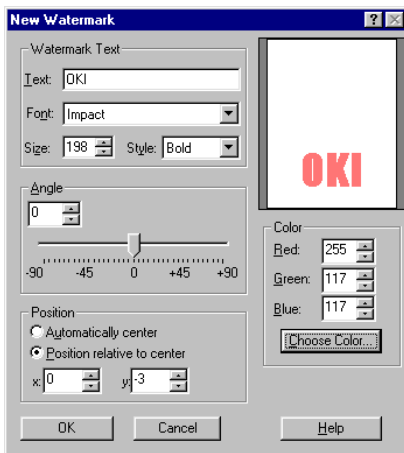 New Watermark
Watermark Text
Text: OKI
Font: Impact
Size: 198 Style: Bold
OKI
Angle
0
-90 -45 0 +45 +90
Color
Red: 255
Green: 117
Blue: 117
Choose Color...
Position
Automatically center
Position relative to center
x: 0 y: -3
OK Cancel Help